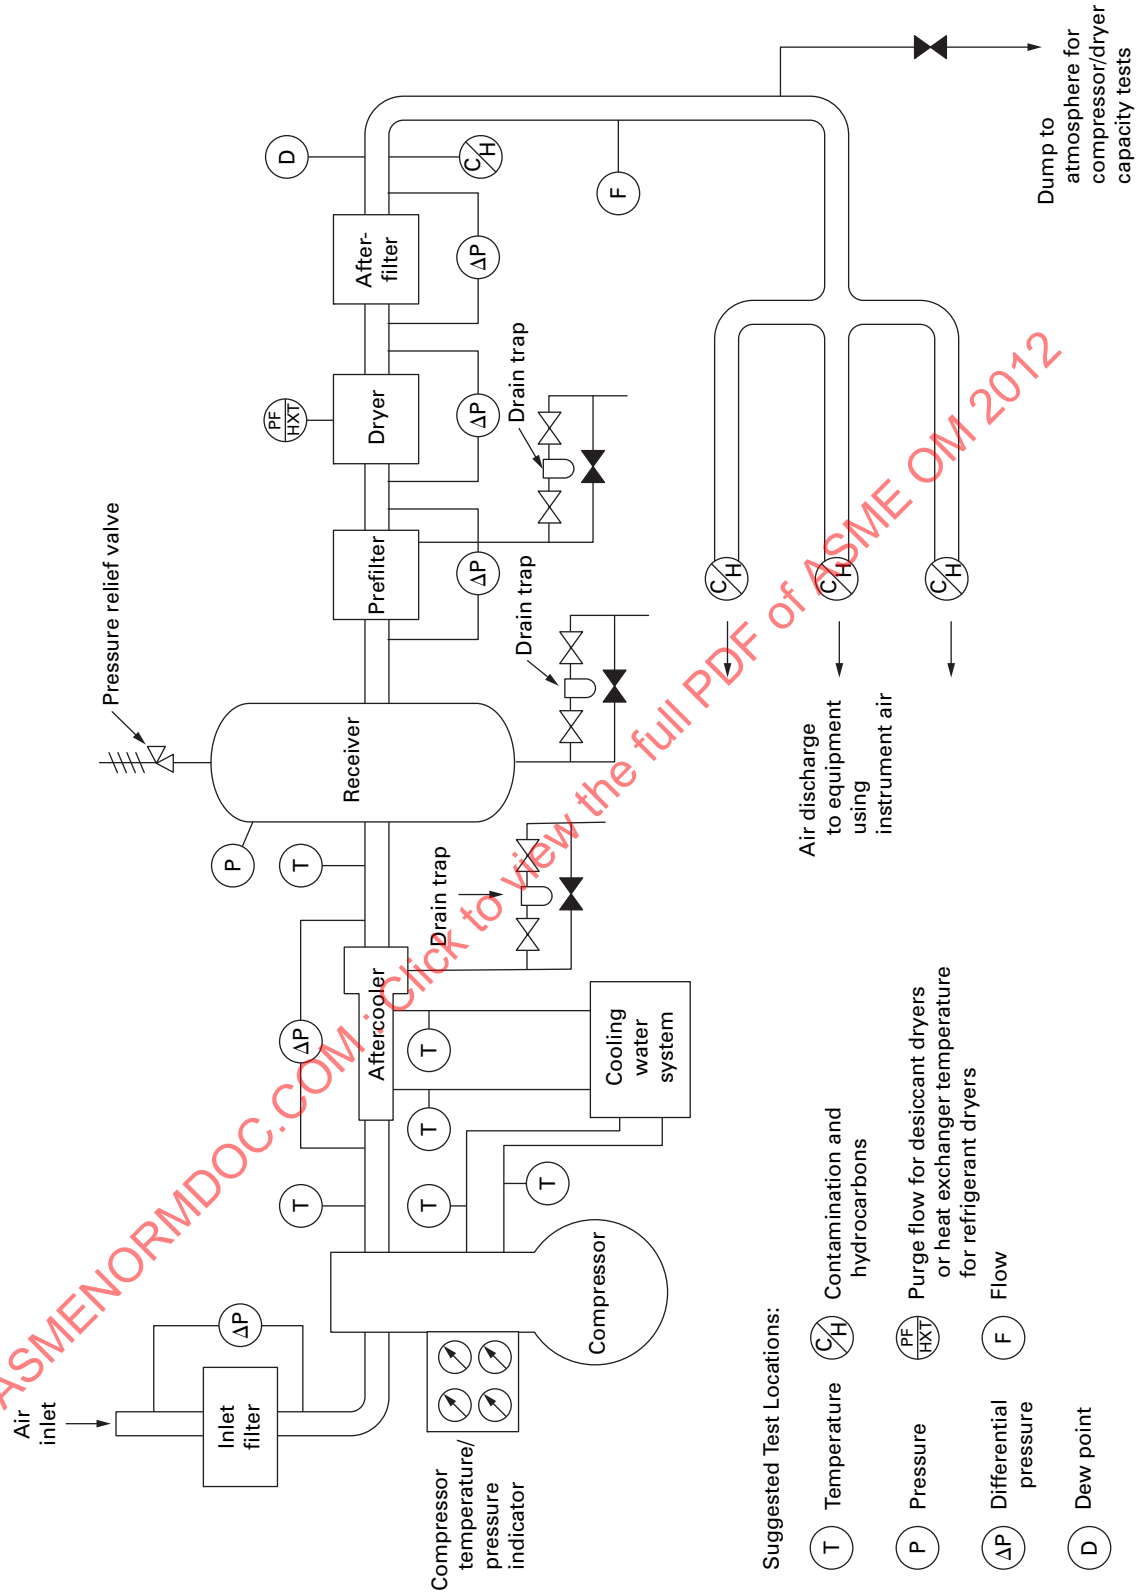 Air
inlet
Inlet
filter
ΔP
Compressor
temperature/
pressure
indicator
Compressor
T
T
T
ΔP
Aftercooler
T
T
Cooling
water
system
Drain trap
T
P
Receiver
Pressure relief valve
Drain trap
Prefilter
ΔP
Drain trap
PF
HXT
Dryer
ΔP
After-
filter
ΔP
D
C/H
F
Dump to
atmosphere for
compressor/dryer
capacity tests
C/H
C/H
C/H
Air discharge
to equipment
using
instrument air
Suggested Test Locations:
T Temperature
C/H Contamination and
hydrocarbons
P Pressure
PF
HXT
Purge flow for desiccant dryers
or heat exchanger temperature
for refrigerant dryers
ΔP Differential
pressure
F Flow
D Dew point
ASMENORMDOC.COM : Click to view the full PDF of ASME OM 2012